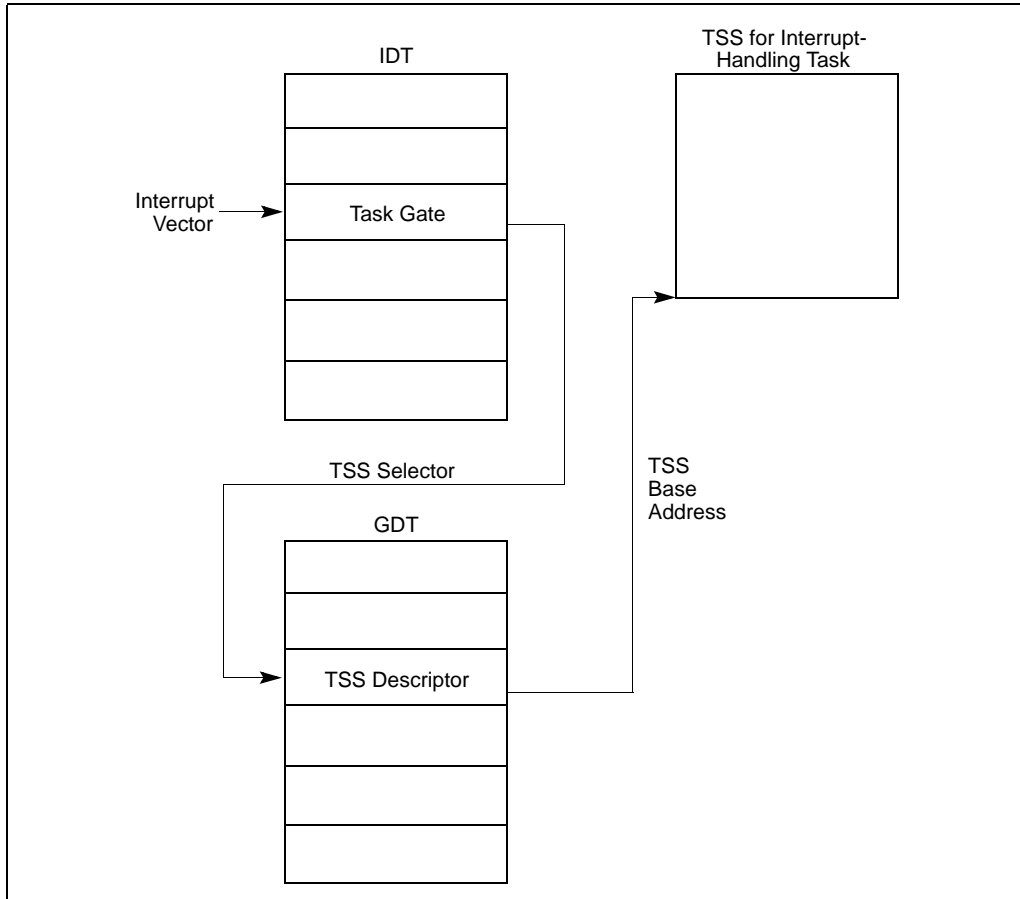 IDT
TSS for Interrupt-
Handling Task
Interrupt
Vector
Task Gate
TSS Selector
TSS
Base
Address
GDT
TSS Descriptor